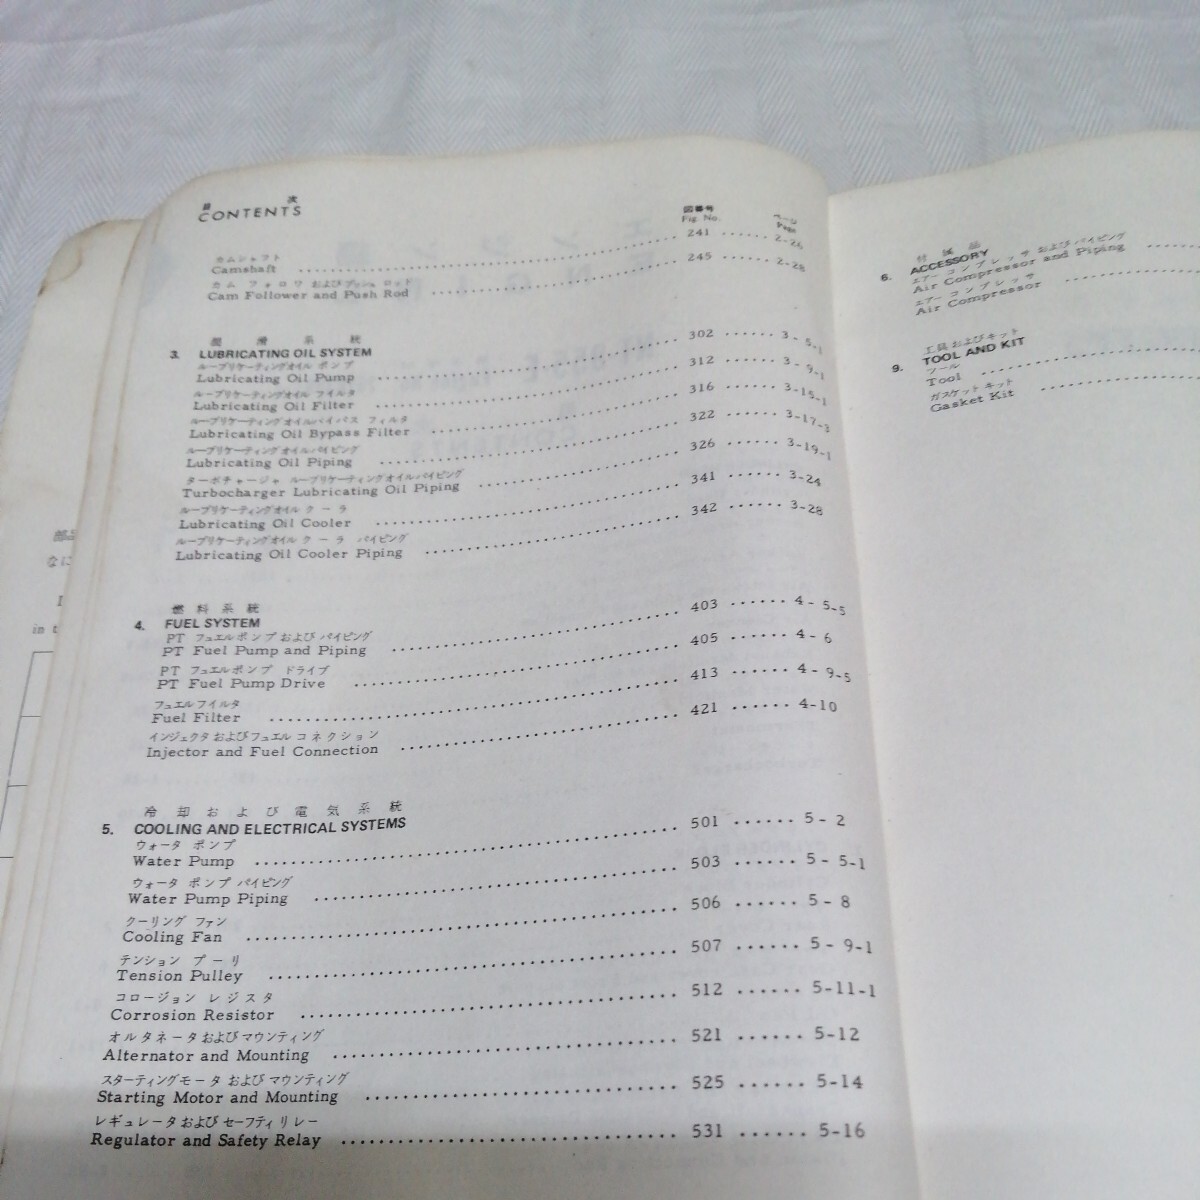 目 次
CONTENTS
図番号 ページ
Fig. No. Page
カムシャフト
Camshaft 241 2-26
カム フォロワ およびプッシュ ロッド
Cam Follower and Push Rod 245 2-28
潤 滑 系 統
3. LUBRICATING OIL SYSTEM
ルーブリケーティングオイル ポンプ
Lubricating Oil Pump 302 3-5-1
ルーブリケーティングオイル フイルタ
Lubricating Oil Filter 312 3-9-1
ルーブリケーティングオイルバイパス フィルタ
Lubricating Oil Bypass Filter 316 3-15-1
ルーブリケーティングオイルパイピング
Lubricating Oil Piping 322 3-17-3
ターボチャージャ ルーブリケーティングオイルパイピング
Turbocharger Lubricating Oil Piping 326 3-19-1
ルーブリケーティングオイル クーラ
Lubricating Oil Cooler 341 3-24
ルーブリケーティングオイル クーラ パイピング
Lubricating Oil Cooler Piping 342 3-28
燃 料 系 統
4. FUEL SYSTEM
PT フュエルポンプ および パイピング
PT Fuel Pump and Piping 403 4-5-5
PT フュエルポンプ ドライブ
PT Fuel Pump Drive 405 4-6
フュエルフイルタ
Fuel Filter 413 4-9-5
インジェクタ およびフュエル コネクション
Injector and Fuel Connection 421 4-10
冷 却 お よ び 電 気 系 統
5. COOLING AND ELECTRICAL SYSTEMS
ウォータ ポンプ
Water Pump 501 5-2
ウォータ ポンプ パイピング
Water Pump Piping 503 5-5-1
クーリング ファン
Cooling Fan 506 5-8
テンション プーリ
Tension Pulley 507 5-9-1
コロージョン レジスタ
Corrosion Resistor 512 5-11-1
オルタネータおよびマウンティング
Alternator and Mounting 521 5-12
スターティングモータ および マウンティング
Starting Motor and Mounting 525 5-14
レギュレータおよび セーフティ リレー
Regulator and Safety Relay 531 5-16
なに
in t
6. ACCESSORY
エアー コンプレッサ および パイピング
Air Compressor and Piping
エアー コンプレッサ
Air Compressor
工具 およびキット
9. TOOL AND KIT
ツール
Tool
ガスケット キット
Gasket Kit